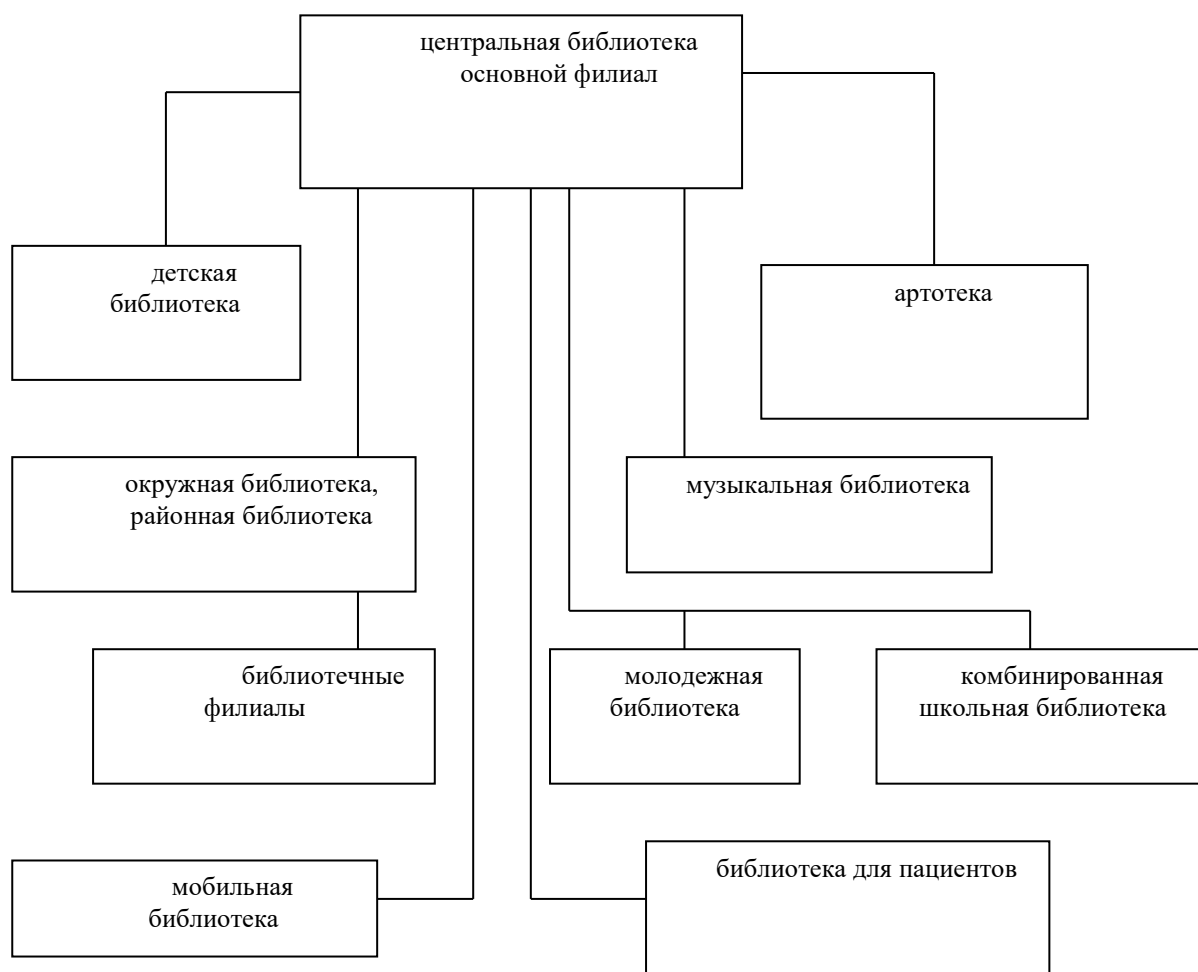 центральная библиотека
основной филиал
детская
библиотека
артотека
окружная библиотека,
районная библиотека
музыкальная библиотека
библиотечные
филиалы
молодежная
библиотека
комбинированная
школьная библиотека
мобильная
библиотека
библиотека для пациентов